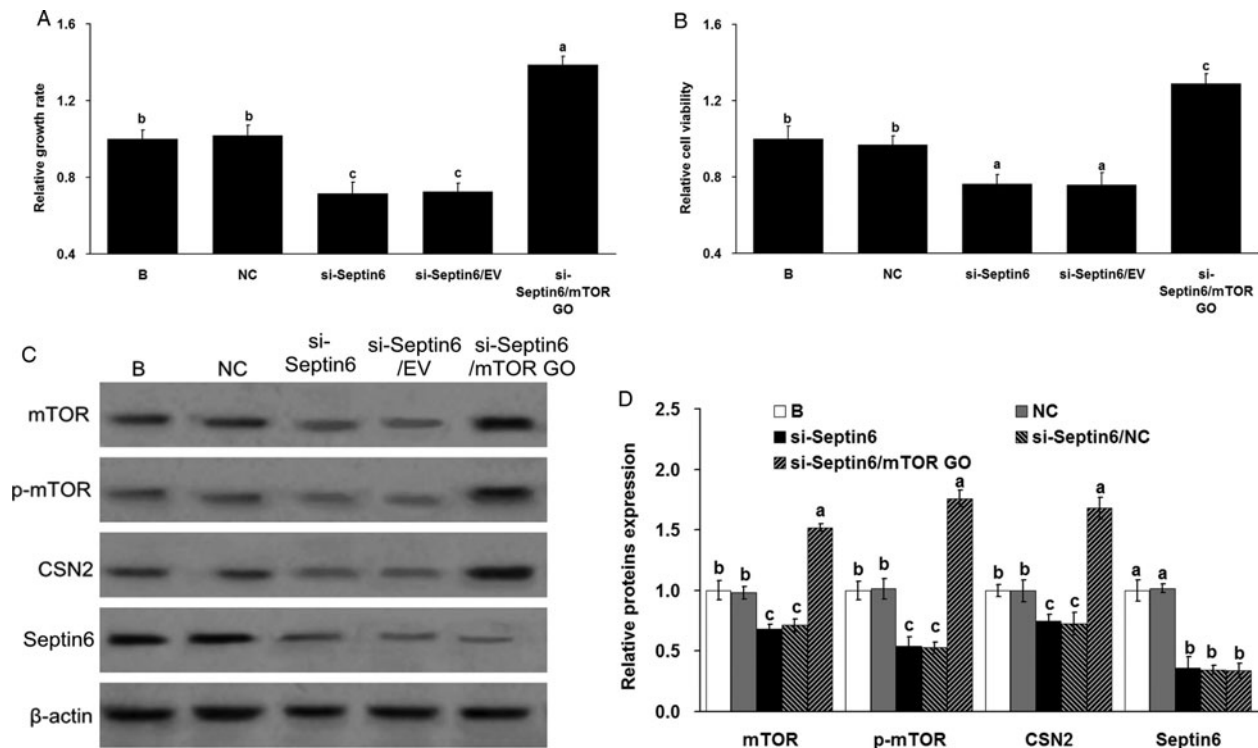 A
Relative growth rate
1.6
1.2
0.8
0.4
b
b
c
c
a
B
NC
si-Septin6
si-Septin6/EV
si-
Septin6/mTOR
GO
B
Relative cell viability
1.6
1.2
0.8
0.4
b
b
a
a
c
B
NC
si-Septin6
si-Septin6/EV
si-
Septin6/mTOR
GO
C
B
NC
si-
Septin6
si-Septin6
/EV
si-Septin6
/mTOR GO
mTOR
p-mTOR
CSN2
Septin6
β-actin
D
Relative proteins expression
2.5
2.0
1.5
1.0
0.5
0.0
B
NC
si-Septin6
si-Septin6/NC
si-Septin6/mTOR GO
b b c c a
b b c c a
b b c c a
a a b b b
mTOR
p-mTOR
CSN2
Septin6